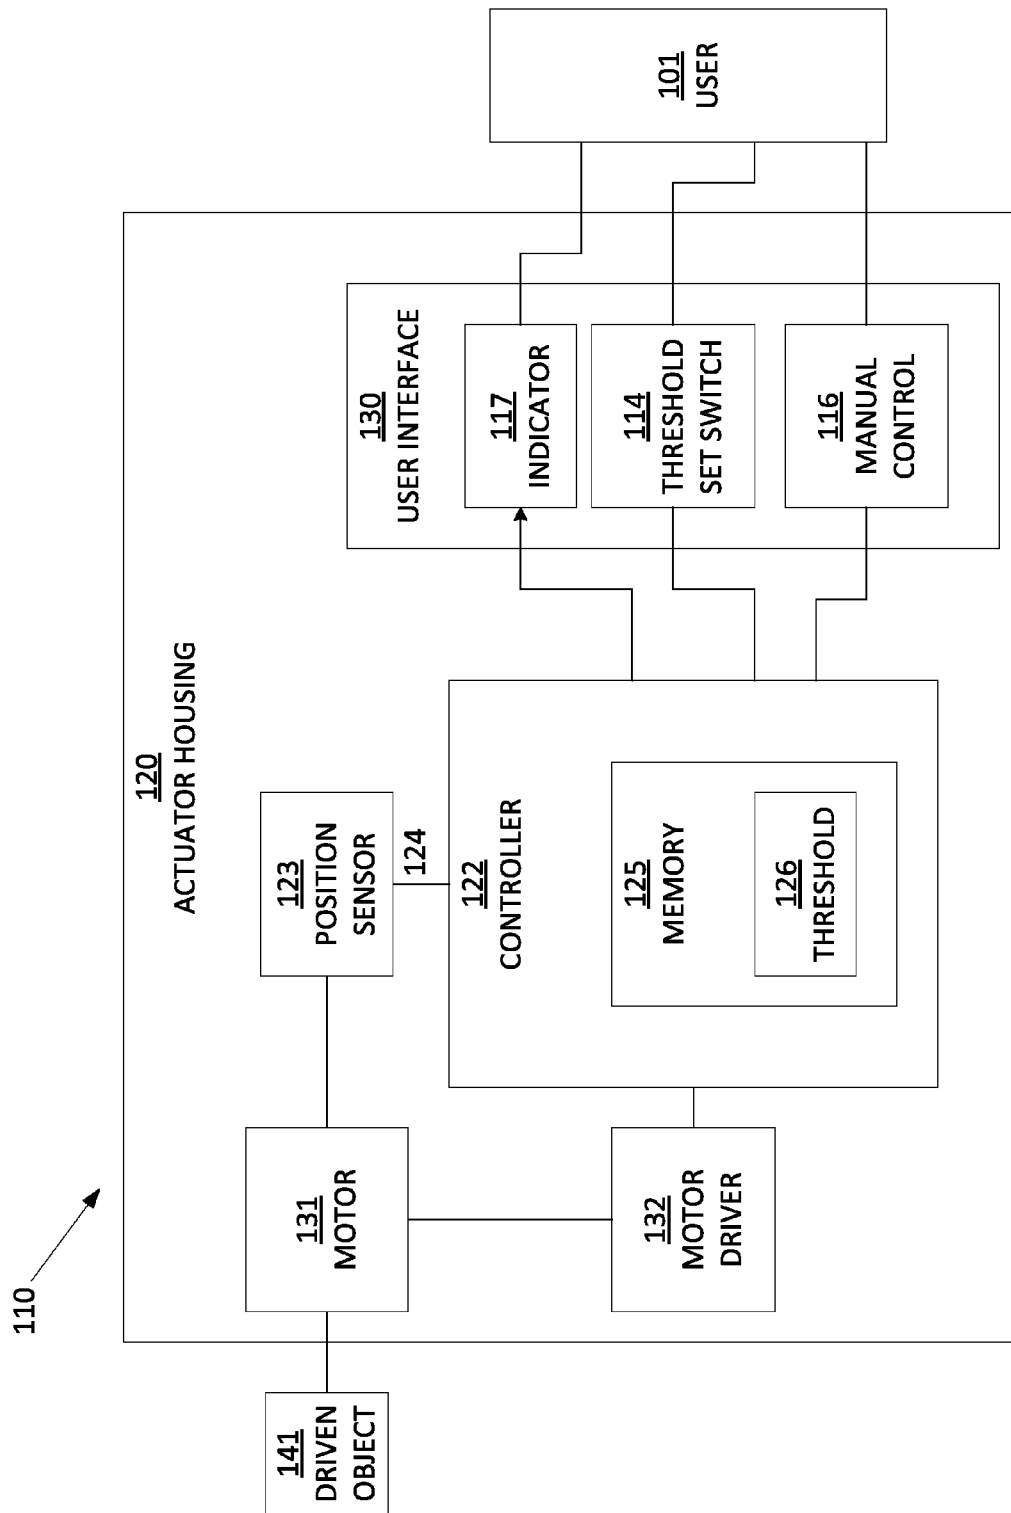 110
120
ACTUATOR HOUSING
141
DRIVEN
OBJECT
131
MOTOR
123
POSITION
SENSOR
124
132
MOTOR
DRIVER
122
CONTROLLER
125
MEMORY
126
THRESHOLD
130
USER INTERFACE
117
INDICATOR
114
THRESHOLD
SET SWITCH
116
MANUAL
CONTROL
101
USER